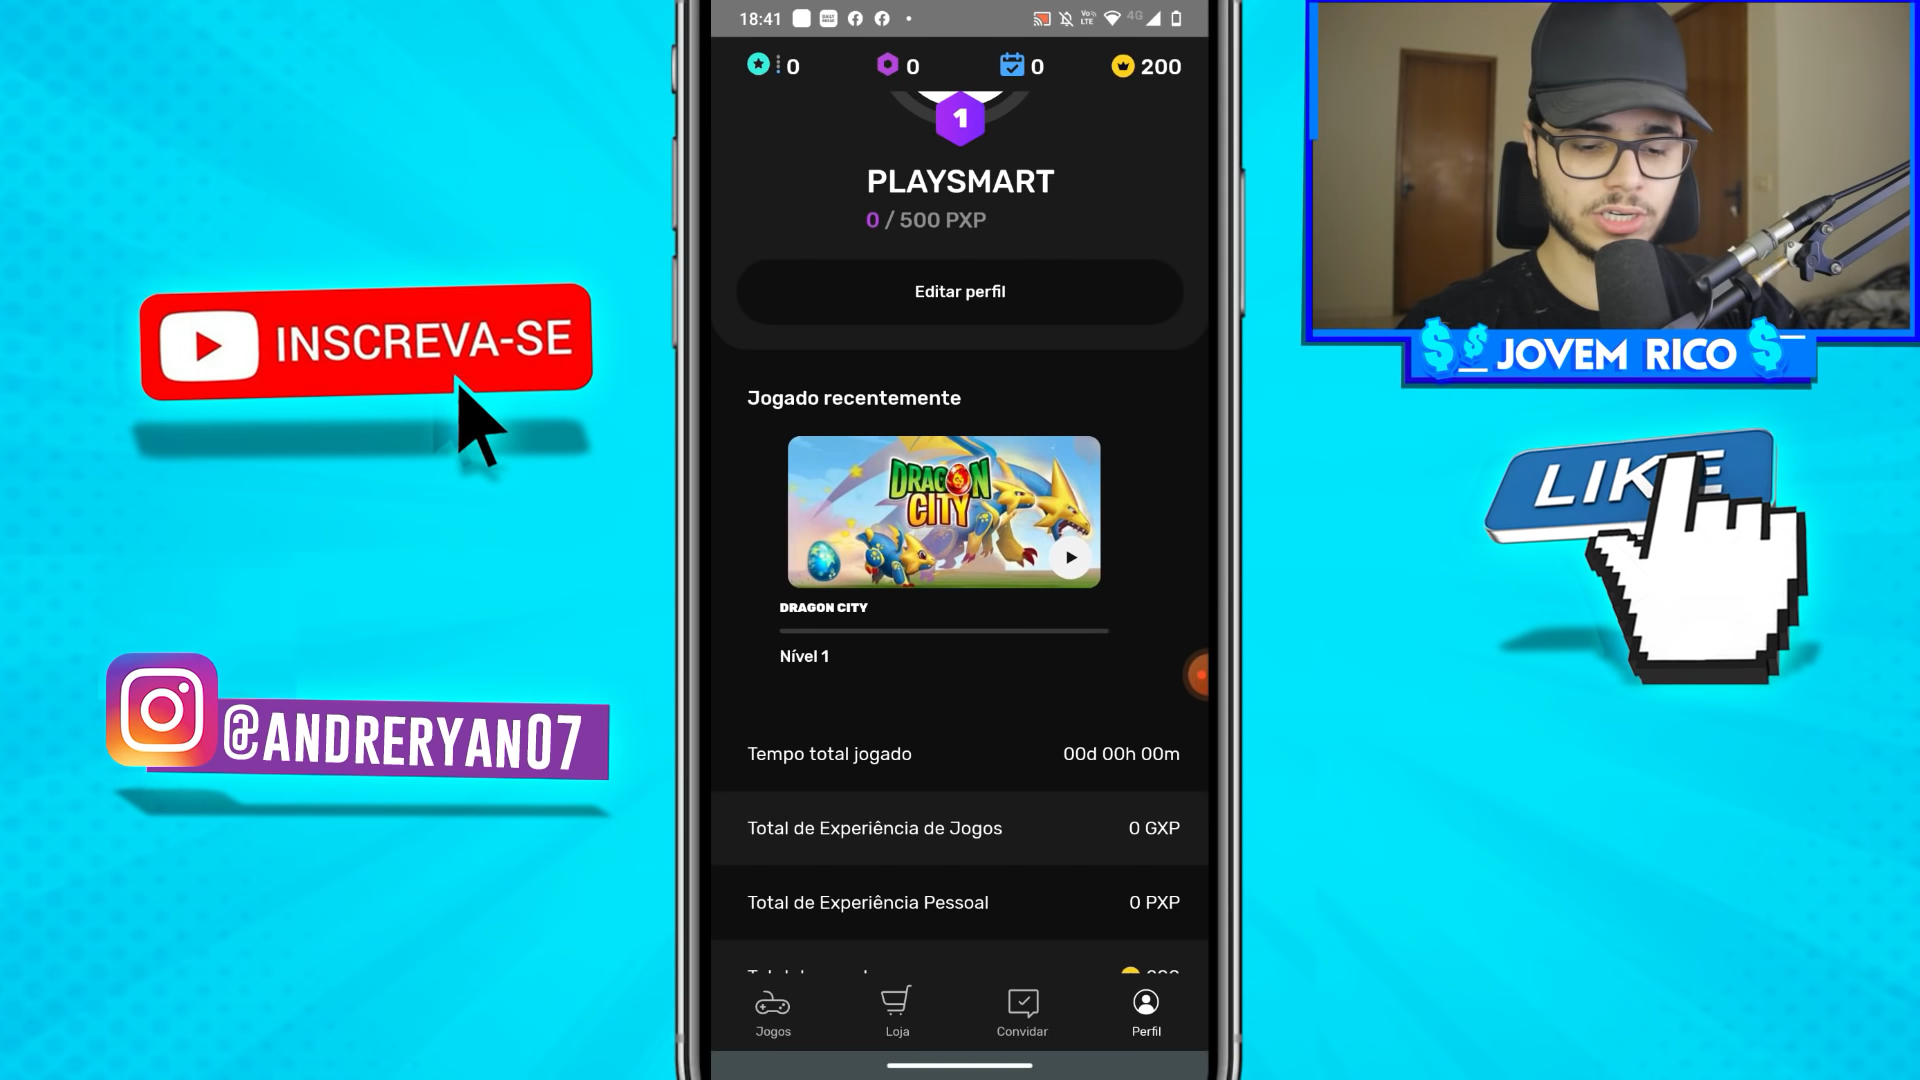 18:41
VoLTE
4G
0
0
0
200
1
PLAYSMART
0 / 500 PXP
Editar perfil
Jogado recentemente
DRAGON
CITY
DRAGON CITY
Nível 1
Tempo total jogado
00d 00h 00m
Total de Experiência de Jogos
0 GXP
Total de Experiência Pessoal
0 PXP
Jogos
Loja
Convidar
Perfil
INSCREVA-SE
@ANDRERYAN07
$ $ JOVEM RICO $
LIKE